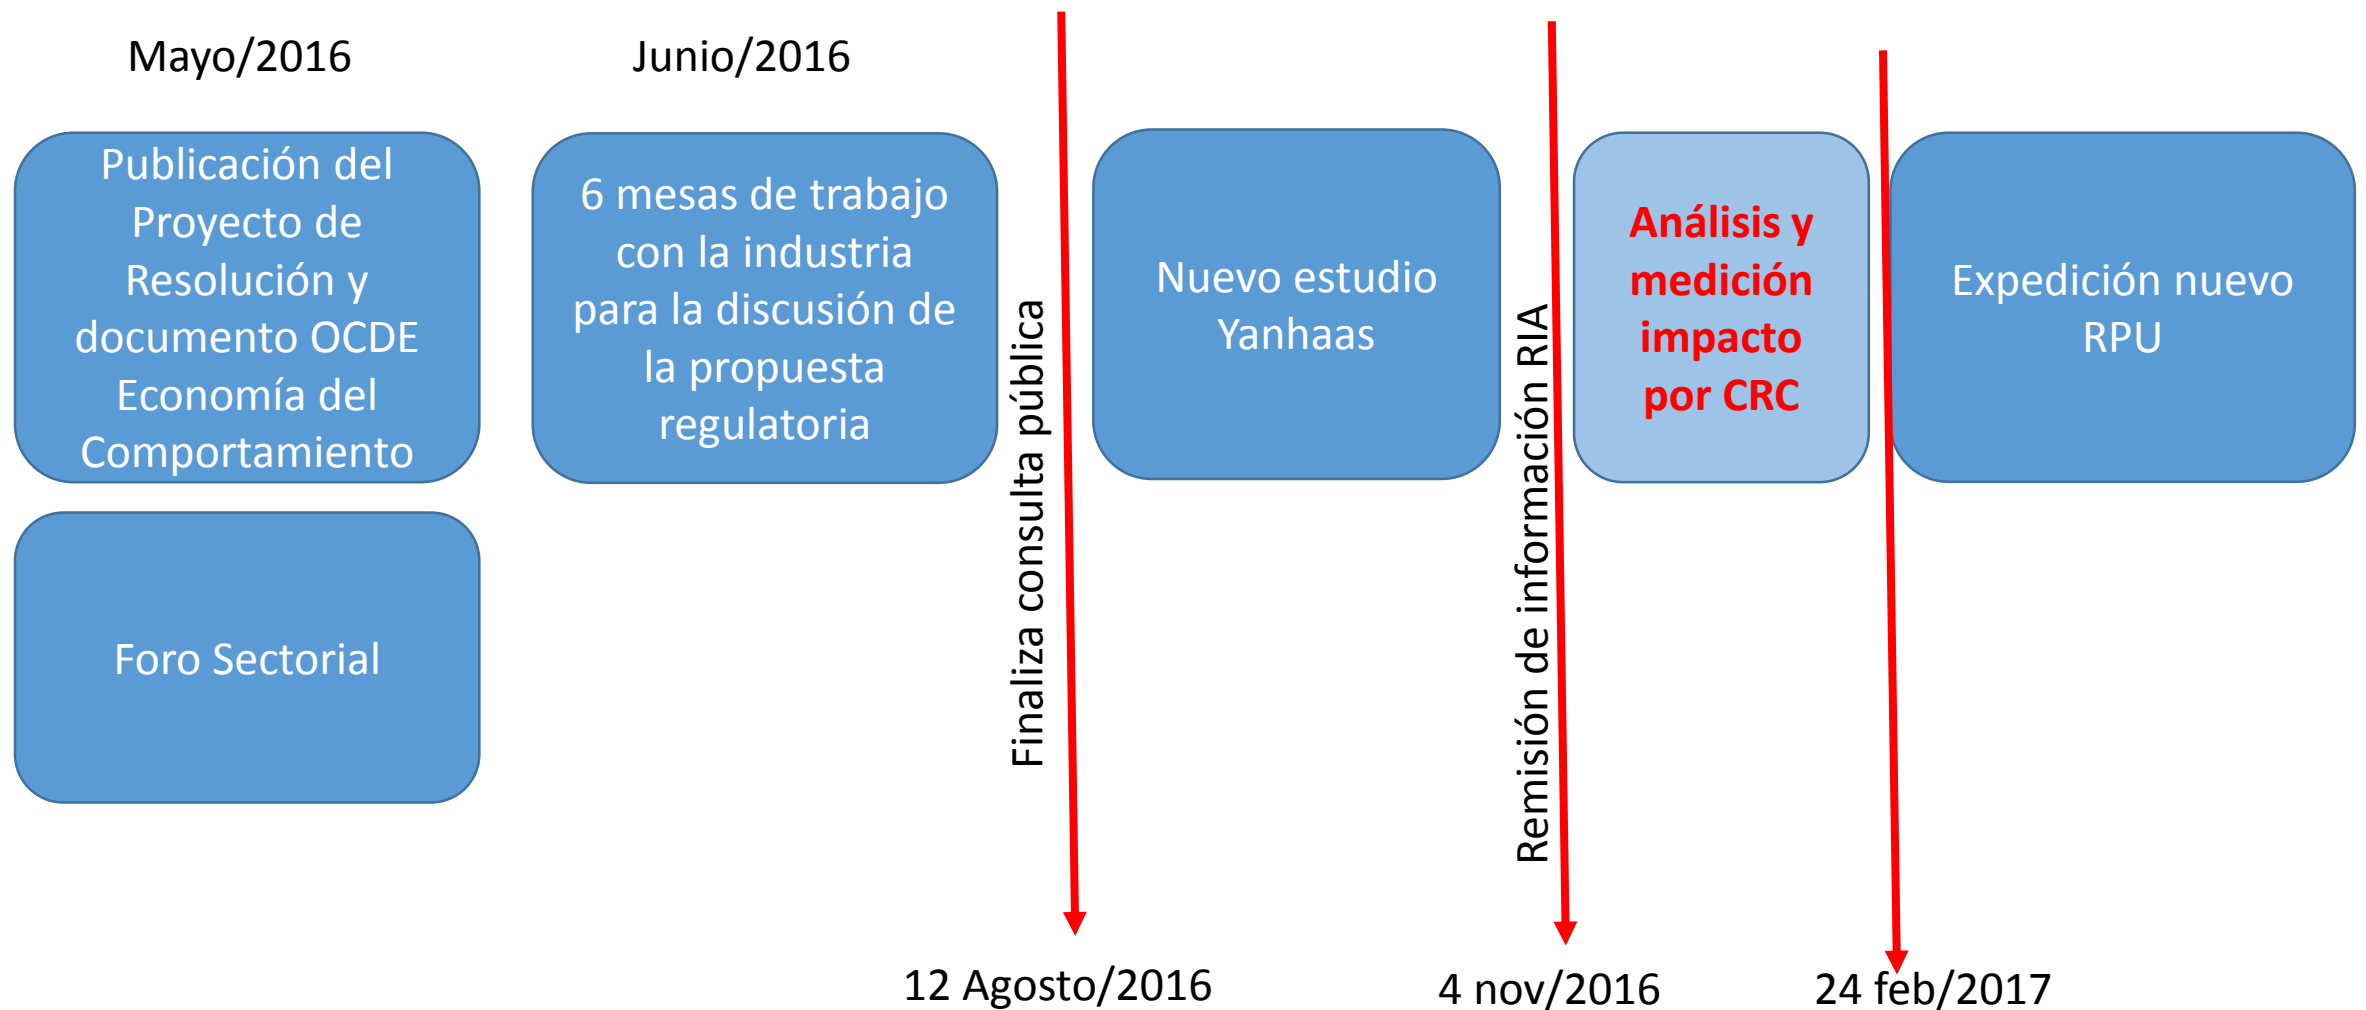 Mayo/2016
Junio/2016
Publicación del
Proyecto de
Resolución y
documento OCDE
Economía del
Comportamiento
Foro Sectorial
6 mesas de trabajo
con la industria
para la discusión de
la propuesta
regulatoria
Finaliza consulta pública
Nuevo estudio
Yanhaas
Remisión de información RIA
Análisis y
medición
impacto
por CRC
Expedición nuevo
RPU
12 Agosto/2016
4 nov/2016
24 feb/2017